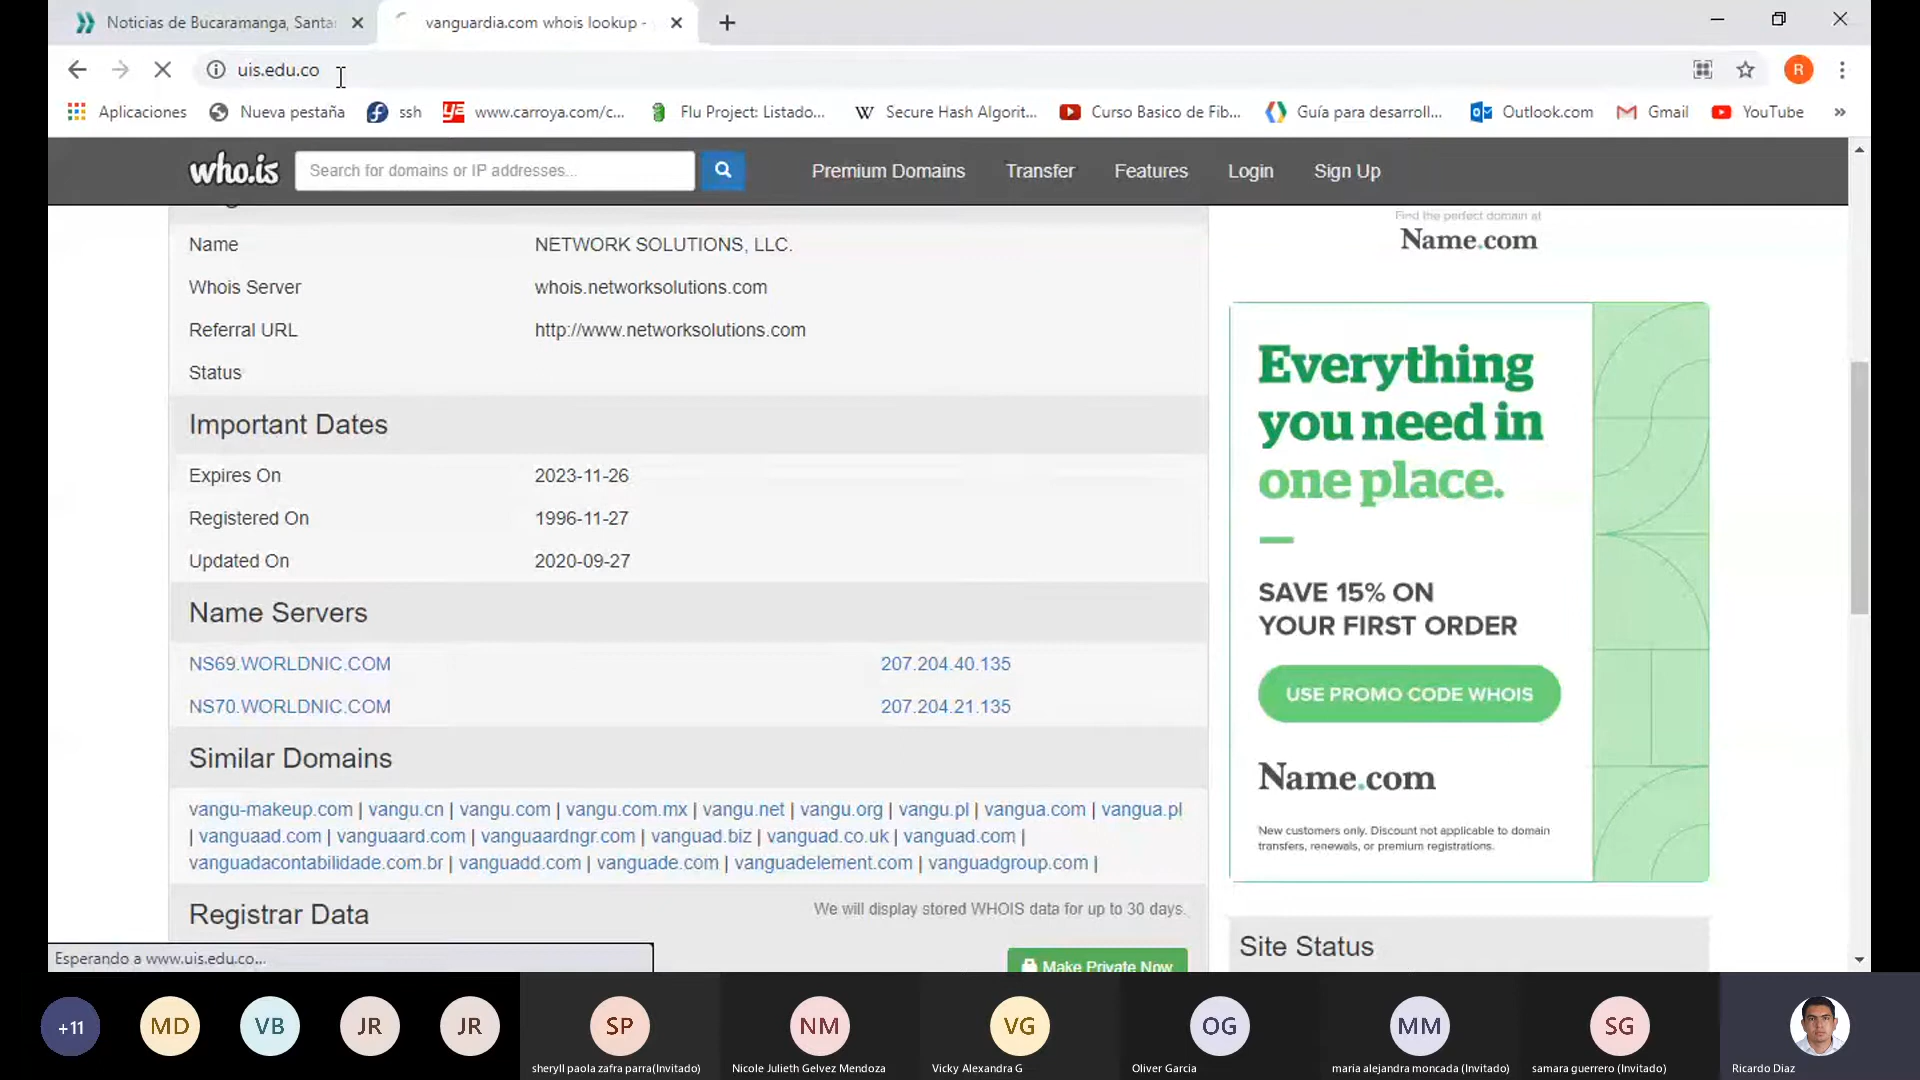 Noticias de Bucaramanga, Santa
vanguardia.com whois lookup -
uis.edu.co
R
Aplicaciones
Nueva pestaña
ssh
www.carroya.com/c...
Flu Project: Listado...
W Secure Hash Algorit...
Curso Basico de Fib...
Guía para desarroll...
Outlook.com
Gmail
YouTube
»
who.is
Search for domains or IP addresses...
Premium Domains
Transfer
Features
Login
Sign Up
Name NETWORK SOLUTIONS, LLC.
Whois Server whois.networksolutions.com
Referral URL http://www.networksolutions.com
Status
Important Dates
Expires On 2023-11-26
Registered On 1996-11-27
Updated On 2020-09-27
Name Servers
NS69.WORLDNIC.COM 207.204.40.135
NS70.WORLDNIC.COM 207.204.21.135
Similar Domains
vangu-makeup.com | vangu.cn | vangu.com | vangu.com.mx | vangu.net | vangu.org | vangu.pl | vangua.com | vangua.pl
| vanguaad.com | vanguaard.com | vanguaardngr.com | vanguad.biz | vanguad.co.uk | vanguad.com |
vanguadacontabilidade.com.br | vanguadd.com | vanguade.com | vanguadelement.com | vanguadgroup.com |
Registrar Data
We will display stored WHOIS data for up to 30 days.
Make Private Now
Find the perfect domain at
Name.com
Everything
you need in
one place.
SAVE 15% ON
YOUR FIRST ORDER
USE PROMO CODE WHOIS
Name.com
New customers only. Discount not applicable to domain
transfers, renewals, or premium registrations.
Site Status
Esperando a www.uis.edu.co...
+11
MD
VB
JR
JR
SP
sheryll paola zafra parra(Invitado)
NM
Nicole Julieth Gelvez Mendoza
VG
Vicky Alexandra G
OG
Oliver Garcia
MM
maria alejandra moncada (Invitado)
SG
samara guerrero (Invitado)
Ricardo Diaz